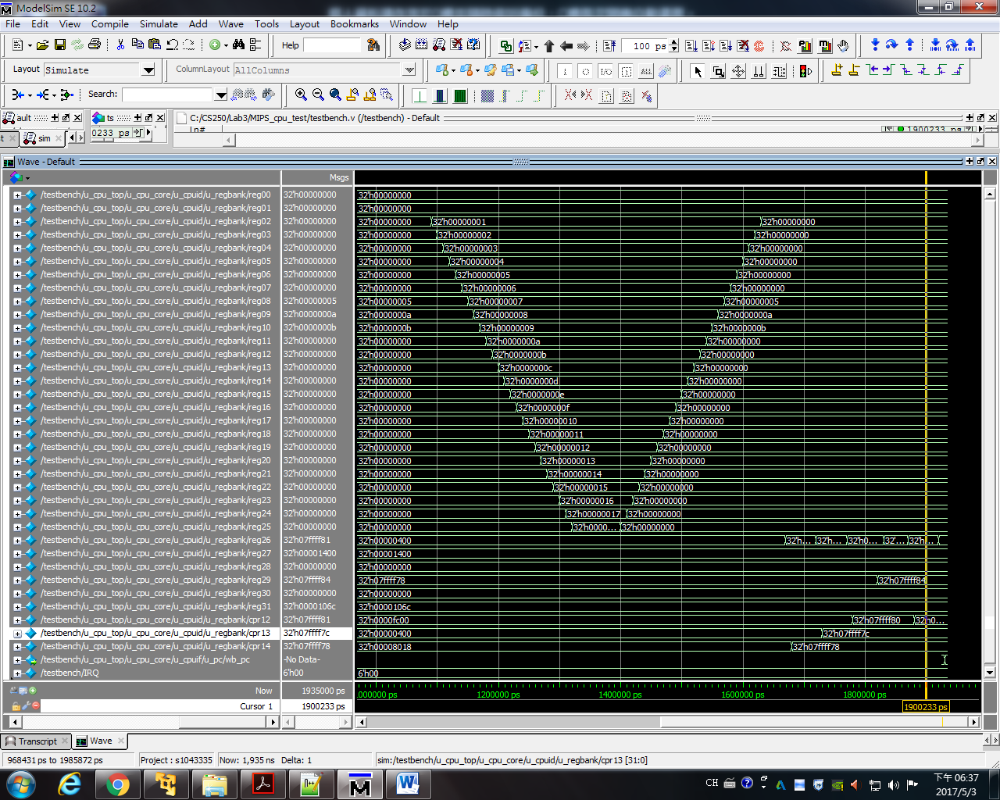 ModelSim SE 10.2
File Edit View Compile Simulate Add Wave Tools Layout Bookmarks Window Help
Help 100 ps
Layout Simulate ColumnLayout AllColumns
Search:
ault ts C:/CS250/Lab3/MIPS_cpu_test/testbench.v (/testbench) - Default
0233 ps Ln# 1900233 ps
t sim
Wave - Default
Msgs
/testbench/u_cpu_top/u_cpu_core/u_cpuid/u_regbank/reg00 32'h00000000 32'h00000000
/testbench/u_cpu_top/u_cpu_core/u_cpuid/u_regbank/reg01 32'h00000000 32'h00000000
/testbench/u_cpu_top/u_cpu_core/u_cpuid/u_regbank/reg02 32'h00000000 32'h00000000 32'h00000001 32'h00000000
/testbench/u_cpu_top/u_cpu_core/u_cpuid/u_regbank/reg03 32'h00000000 32'h00000000 32'h00000002 32'h00000000
/testbench/u_cpu_top/u_cpu_core/u_cpuid/u_regbank/reg04 32'h00000000 32'h00000000 32'h00000003 32'h00000000
/testbench/u_cpu_top/u_cpu_core/u_cpuid/u_regbank/reg05 32'h00000000 32'h00000000 32'h00000004 32'h00000000
/testbench/u_cpu_top/u_cpu_core/u_cpuid/u_regbank/reg06 32'h00000000 32'h00000000 32'h00000005 32'h00000000
/testbench/u_cpu_top/u_cpu_core/u_cpuid/u_regbank/reg07 32'h00000000 32'h00000000 32'h00000006 32'h00000000
/testbench/u_cpu_top/u_cpu_core/u_cpuid/u_regbank/reg08 32'h00000005 32'h00000005 32'h00000007 32'h00000005
/testbench/u_cpu_top/u_cpu_core/u_cpuid/u_regbank/reg09 32'h0000000a 32'h0000000a 32'h00000008 32'h0000000a
/testbench/u_cpu_top/u_cpu_core/u_cpuid/u_regbank/reg10 32'h0000000b 32'h0000000b 32'h00000009 32'h0000000b
/testbench/u_cpu_top/u_cpu_core/u_cpuid/u_regbank/reg11 32'h00000000 32'h00000000 32'h0000000a 32'h00000000
/testbench/u_cpu_top/u_cpu_core/u_cpuid/u_regbank/reg12 32'h00000000 32'h00000000 32'h0000000b 32'h00000000
/testbench/u_cpu_top/u_cpu_core/u_cpuid/u_regbank/reg13 32'h00000000 32'h00000000 32'h0000000c 32'h00000000
/testbench/u_cpu_top/u_cpu_core/u_cpuid/u_regbank/reg14 32'h00000000 32'h00000000 32'h0000000d 32'h00000000
/testbench/u_cpu_top/u_cpu_core/u_cpuid/u_regbank/reg15 32'h00000000 32'h00000000 32'h0000000e 32'h00000000
/testbench/u_cpu_top/u_cpu_core/u_cpuid/u_regbank/reg16 32'h00000000 32'h00000000 32'h0000000f 32'h00000000
/testbench/u_cpu_top/u_cpu_core/u_cpuid/u_regbank/reg17 32'h00000000 32'h00000000 32'h00000010 32'h00000000
/testbench/u_cpu_top/u_cpu_core/u_cpuid/u_regbank/reg18 32'h00000000 32'h00000000 32'h00000011 32'h00000000
/testbench/u_cpu_top/u_cpu_core/u_cpuid/u_regbank/reg19 32'h00000000 32'h00000000 32'h00000012 32'h00000000
/testbench/u_cpu_top/u_cpu_core/u_cpuid/u_regbank/reg20 32'h00000000 32'h00000000 32'h00000013 32'h00000000
/testbench/u_cpu_top/u_cpu_core/u_cpuid/u_regbank/reg21 32'h00000000 32'h00000000 32'h00000014 32'h00000000
/testbench/u_cpu_top/u_cpu_core/u_cpuid/u_regbank/reg22 32'h00000000 32'h00000000 32'h00000015 32'h00000000
/testbench/u_cpu_top/u_cpu_core/u_cpuid/u_regbank/reg23 32'h00000000 32'h00000000 32'h00000016 32'h00000000
/testbench/u_cpu_top/u_cpu_core/u_cpuid/u_regbank/reg24 32'h00000000 32'h00000000 32'h00000017 32'h00000000
/testbench/u_cpu_top/u_cpu_core/u_cpuid/u_regbank/reg25 32'h00000000 32'h00000000 32'h0000... 32'h00000000
/testbench/u_cpu_top/u_cpu_core/u_cpuid/u_regbank/reg26 32'h07ffff81 32'h00000400 32'h... 32'h... 32'h0... 32'... 32'h...
/testbench/u_cpu_top/u_cpu_core/u_cpuid/u_regbank/reg27 32'h00001400 32'h00001400
/testbench/u_cpu_top/u_cpu_core/u_cpuid/u_regbank/reg28 32'h00000000 32'h00000000
/testbench/u_cpu_top/u_cpu_core/u_cpuid/u_regbank/reg29 32'h07ffff84 32'h07ffff78 32'h07ffff84
/testbench/u_cpu_top/u_cpu_core/u_cpuid/u_regbank/reg30 32'h00000000 32'h00000000
/testbench/u_cpu_top/u_cpu_core/u_cpuid/u_regbank/reg31 32'h0000106c 32'h0000106c
/testbench/u_cpu_top/u_cpu_core/u_cpuid/u_regbank/cpr12 32'h07ffff81 32'h0000fc00 32'h07ffff80 32'h0...
/testbench/u_cpu_top/u_cpu_core/u_cpuid/u_regbank/cpr13 32'h07ffff7c 32'h00000400 32'h07ffff7c
/testbench/u_cpu_top/u_cpu_core/u_cpuid/u_regbank/cpr14 32'h07ffff78 32'h00008018 32'h07ffff78
/testbench/u_cpu_top/u_cpu_core/u_cpuif/u_pc/wb_pc -No Data-
/testbench/IRQ 6'h00 6'h00
Now 1935000 ps 000000 ps 1200000 ps 1400000 ps 1600000 ps 1800000 ps
Cursor 1 1900233 ps 1900233 ps
Transcript Wave
968431 ps to 1985872 ps Project : s1043335 Now: 1,935 ns Delta: 1 sim:/testbench/u_cpu_top/u_cpu_core/u_cpuid/u_regbank/cpr13 [31:0]
CH 下午 06:37
2017/5/3